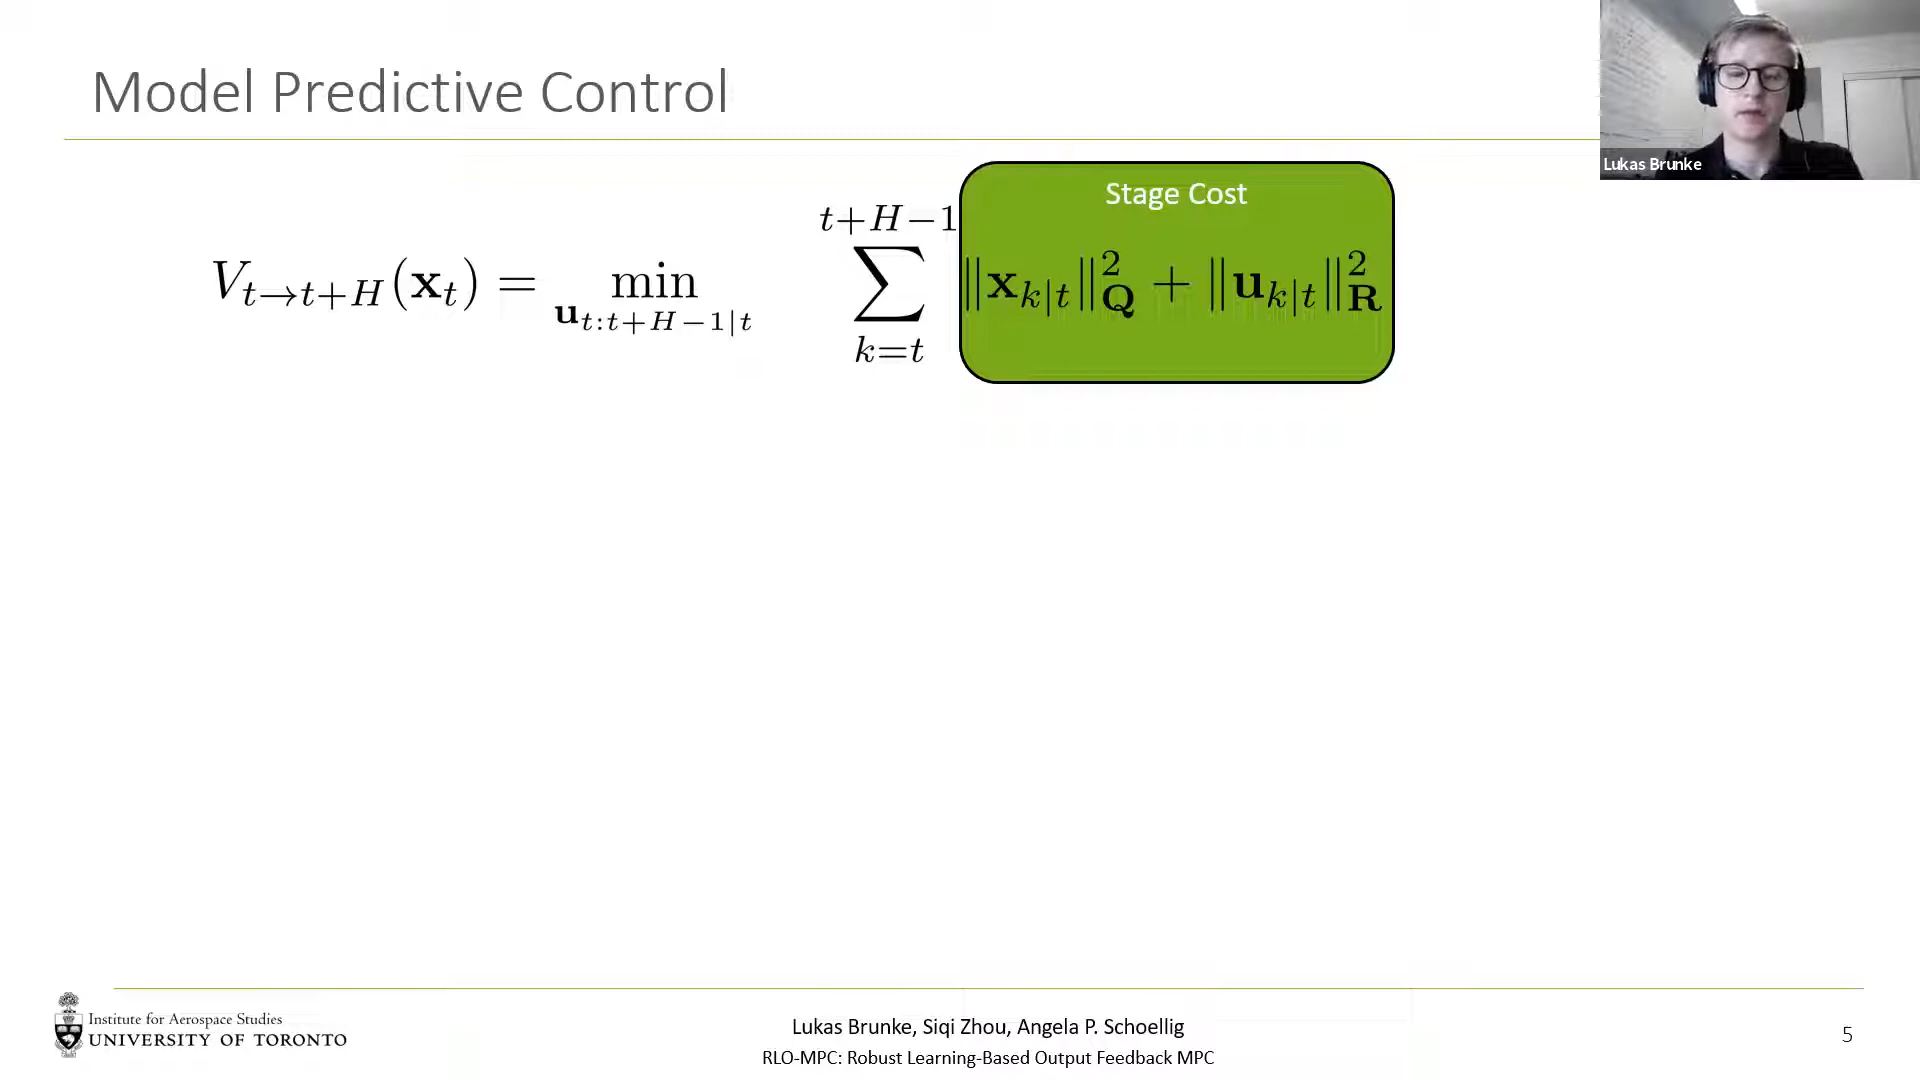 Model Predictive Control
Lukas Brunke
Stage Cost
V_{t→t+H}(x_t) = min_{u_{t:t+H−1|t}} ∑_{k=t}^{t+H−1} ‖x_{k|t}‖²_Q + ‖u_{k|t}‖²_R
Institute for Aerospace Studies
UNIVERSITY OF TORONTO
Lukas Brunke, Siqi Zhou, Angela P. Schoellig
RLO-MPC: Robust Learning-Based Output Feedback MPC
5